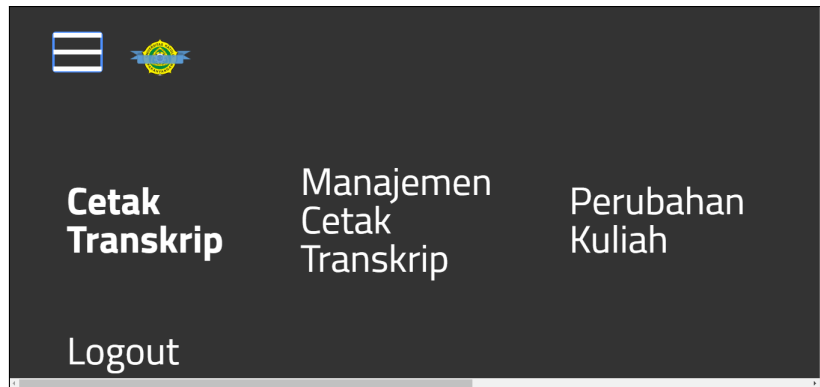 Cetak
Transkrip
Manajemen
Cetak
Transkrip
Perubahan
Kuliah
Logout